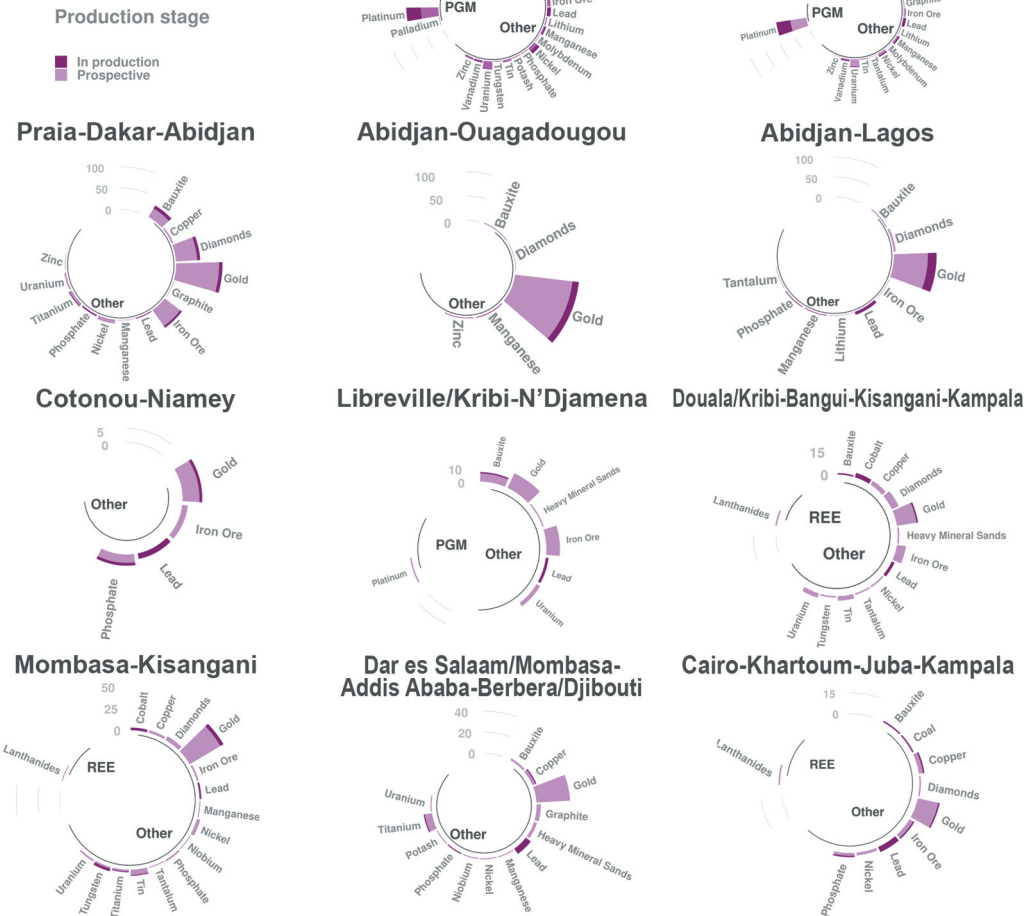 Production stage
In production
Prospective
Platinum
Palladium
PGM
Other
Iron Ore
Lead
Lithium
Manganese
Molybdenum
Nickel
Phosphate
Potash
Tin
Tungsten
Uranium
Vanadium
Zinc
Platinum
PGM
Other
Graphite
Iron Ore
Lead
Lithium
Manganese
Molybdenum
Nickel
Tantalum
Tin
Uranium
Vanadium
Zinc
Praia-Dakar-Abidjan
100
50
0
Bauxite
Copper
Diamonds
Gold
Graphite
Iron Ore
Lead
Manganese
Nickel
Phosphate
Titanium
Uranium
Zinc
Other
Abidjan-Ouagadougou
100
50
0
Bauxite
Diamonds
Gold
Manganese
Zinc
Other
Abidjan-Lagos
100
50
0
Bauxite
Diamonds
Gold
Iron Ore
Lead
Lithium
Manganese
Phosphate
Tantalum
Other
Cotonou-Niamey
5
0
Gold
Iron Ore
Lead
Phosphate
Other
Libreville/Kribi-N’Djamena
10
0
Bauxite
Gold
Heavy Mineral Sands
Iron Ore
Lead
Uranium
Platinum
PGM
Other
Douala/Kribi-Bangui-Kisangani-Kampala
15
0
Bauxite
Cobalt
Copper
Diamonds
Gold
Heavy Mineral Sands
Iron Ore
Lead
Nickel
Tantalum
Tin
Tungsten
Uranium
Lanthanides
REE
Other
Mombasa-Kisangani
50
25
0
Cobalt
Copper
Diamonds
Gold
Iron Ore
Lead
Manganese
Nickel
Niobium
Phosphate
Tantalum
Tin
Titanium
Tungsten
Uranium
Lanthanides
REE
Other
Dar es Salaam/Mombasa-
Addis Ababa-Berbera/Djibouti
40
20
0
Bauxite
Copper
Gold
Graphite
Heavy Mineral Sands
Lead
Manganese
Nickel
Niobium
Phosphate
Potash
Titanium
Uranium
Other
Cairo-Khartoum-Juba-Kampala
15
0
Bauxite
Coal
Copper
Diamonds
Gold
Iron Ore
Lead
Nickel
Phosphate
Lanthanides
REE
Other